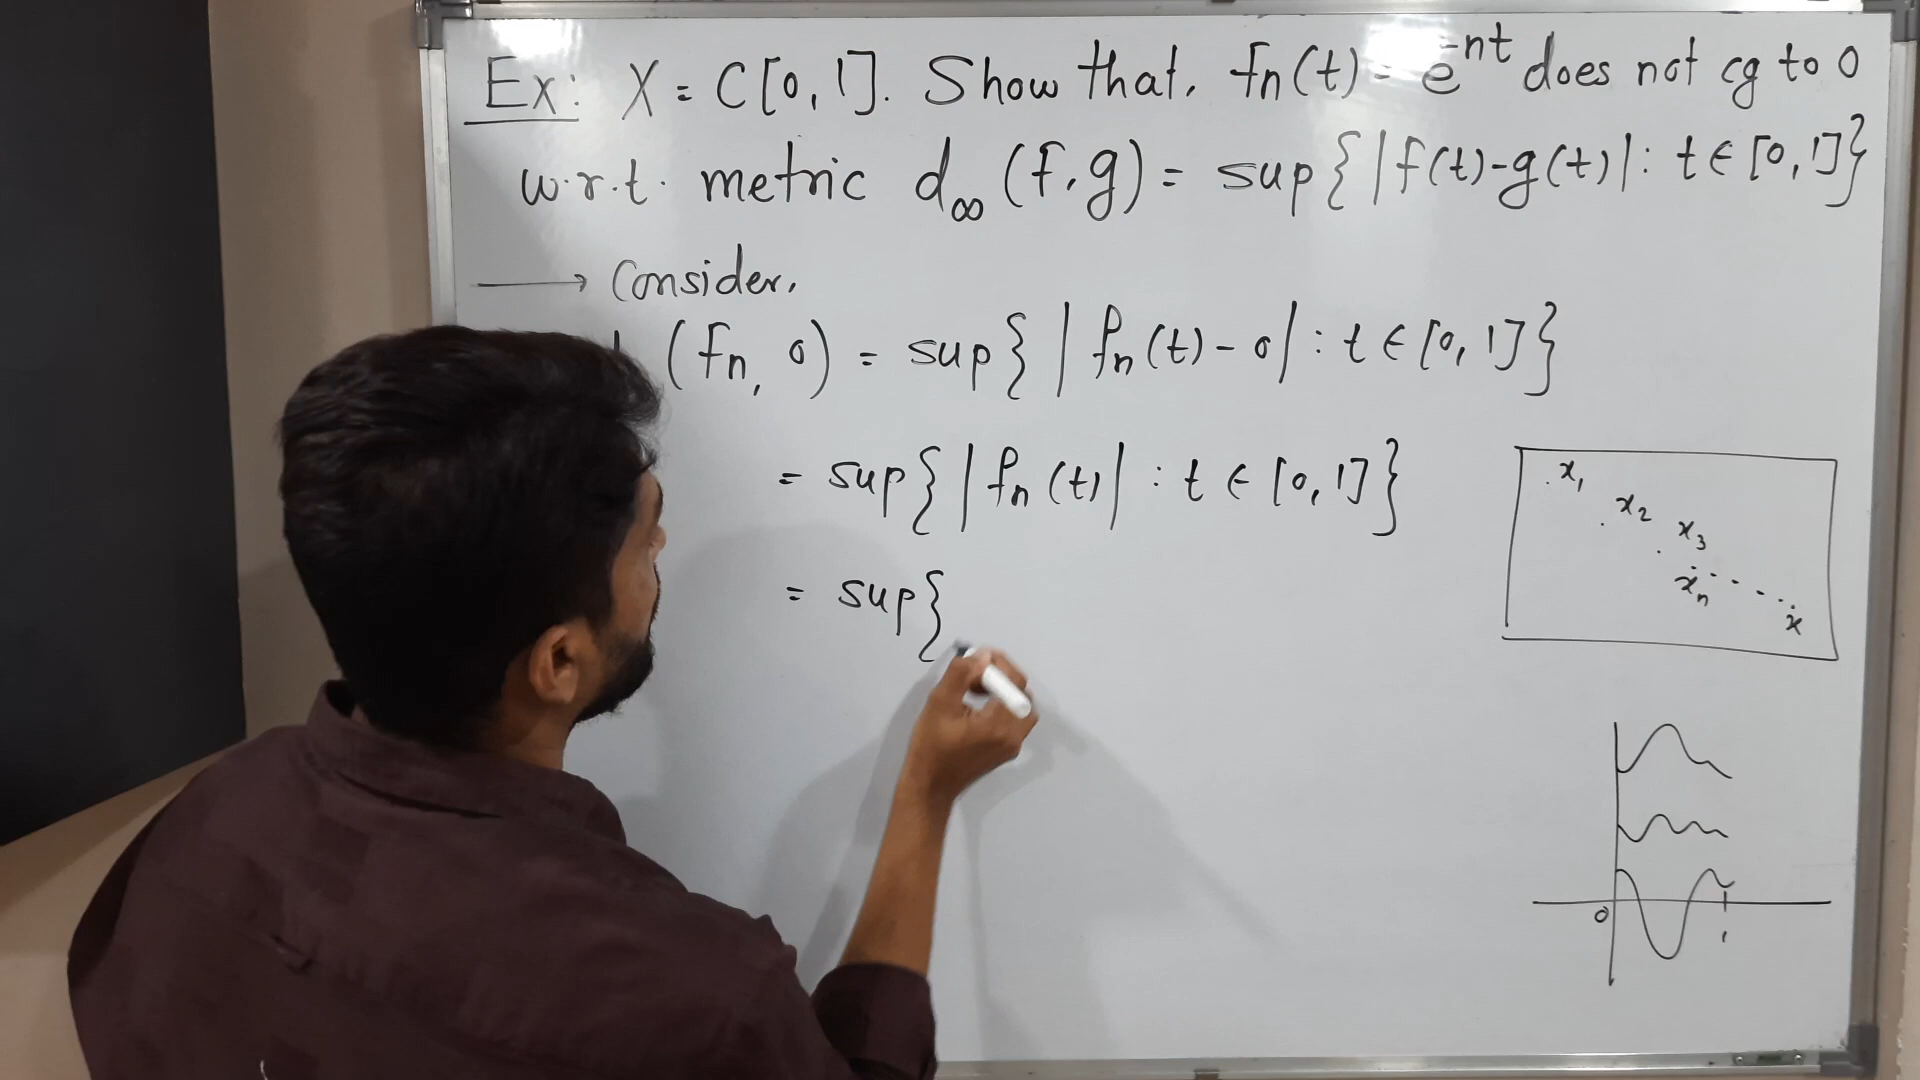 Ex: X = C[0, 1]. Show that, fn(t) = e^-nt does not cg to 0
w.r.t. metric d∞ (f, g) = sup{ |f(t)-g(t)| : t ∈ [0, 1]}
→ Consider,
(fn, 0) = sup{ | fn(t) - 0| : t ∈ [0, 1]}
= sup{ | fn (t)| : t ∈ [0, 1]}
= sup{
x₁
x₂
x₃
xn
x
0
1